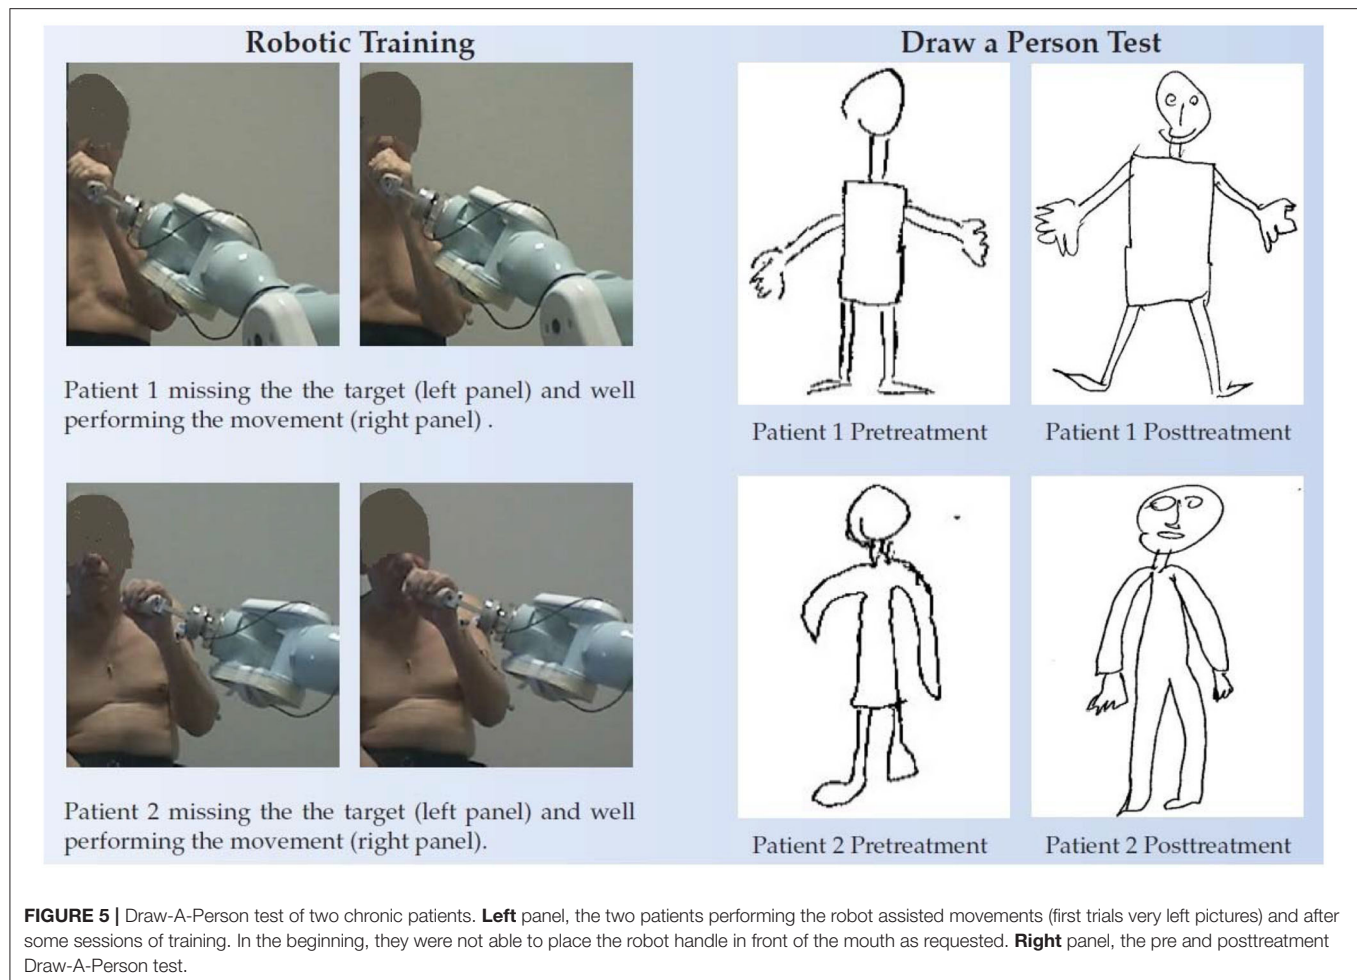 Robotic Training
Draw a Person Test
Patient 1 missing the the target (left panel) and well
performing the movement (right panel) .
Patient 1 Pretreatment
Patient 1 Posttreatment
Patient 2 missing the the target (left panel) and well
performing the movement (right panel).
Patient 2 Pretreatment
Patient 2 Posttreatment
FIGURE 5 | Draw-A-Person test of two chronic patients. Left panel, the two patients performing the robot assisted movements (first trials very left pictures) and after
some sessions of training. In the beginning, they were not able to place the robot handle in front of the mouth as requested. Right panel, the pre and posttreatment
Draw-A-Person test.